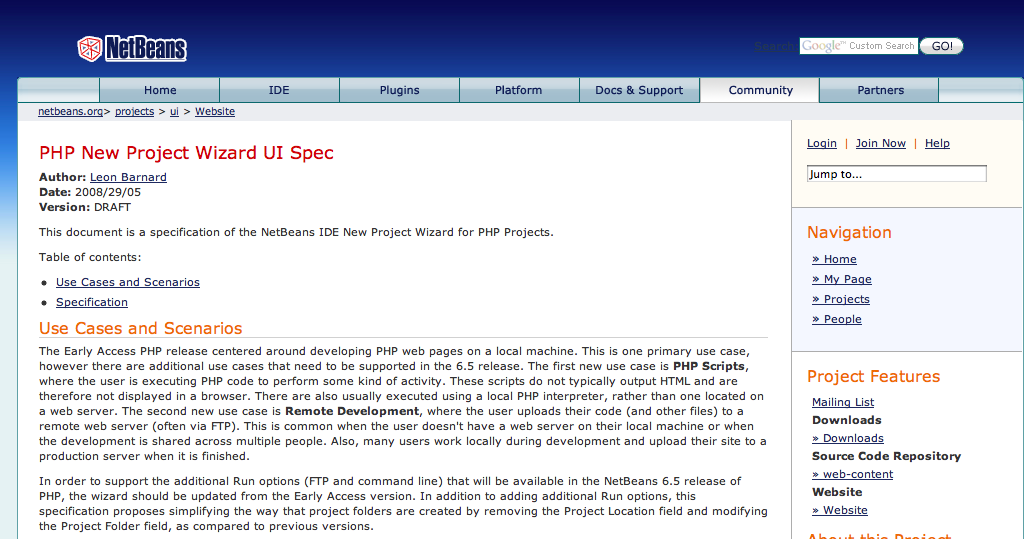 NetBeans
Search: Google™ Custom Search GO!
Home IDE Plugins Platform Docs & Support Community Partners
netbeans.org> projects > ui > Website
PHP New Project Wizard UI Spec
Author: Leon Barnard
Date: 2008/29/05
Version: DRAFT
This document is a specification of the NetBeans IDE New Project Wizard for PHP Projects.
Table of contents:
• Use Cases and Scenarios
• Specification
Use Cases and Scenarios
The Early Access PHP release centered around developing PHP web pages on a local machine. This is one primary use case,
however there are additional use cases that need to be supported in the 6.5 release. The first new use case is PHP Scripts,
where the user is executing PHP code to perform some kind of activity. These scripts do not typically output HTML and are
therefore not displayed in a browser. There are also usually executed using a local PHP interpreter, rather than one located on
a web server. The second new use case is Remote Development, where the user uploads their code (and other files) to a
remote web server (often via FTP). This is common when the user doesn't have a web server on their local machine or when
the development is shared across multiple people. Also, many users work locally during development and upload their site to a
production server when it is finished.
In order to support the additional Run options (FTP and command line) that will be available in the NetBeans 6.5 release of
PHP, the wizard should be updated from the Early Access version. In addition to adding additional Run options, this
specification proposes simplifying the way that project folders are created by removing the Project Location field and modifying
the Project Folder field, as compared to previous versions.
Login | Join Now | Help
Jump to...
Navigation
» Home
» My Page
» Projects
» People
Project Features
Mailing List
Downloads
» Downloads
Source Code Repository
» web-content
Website
» Website
About this Project